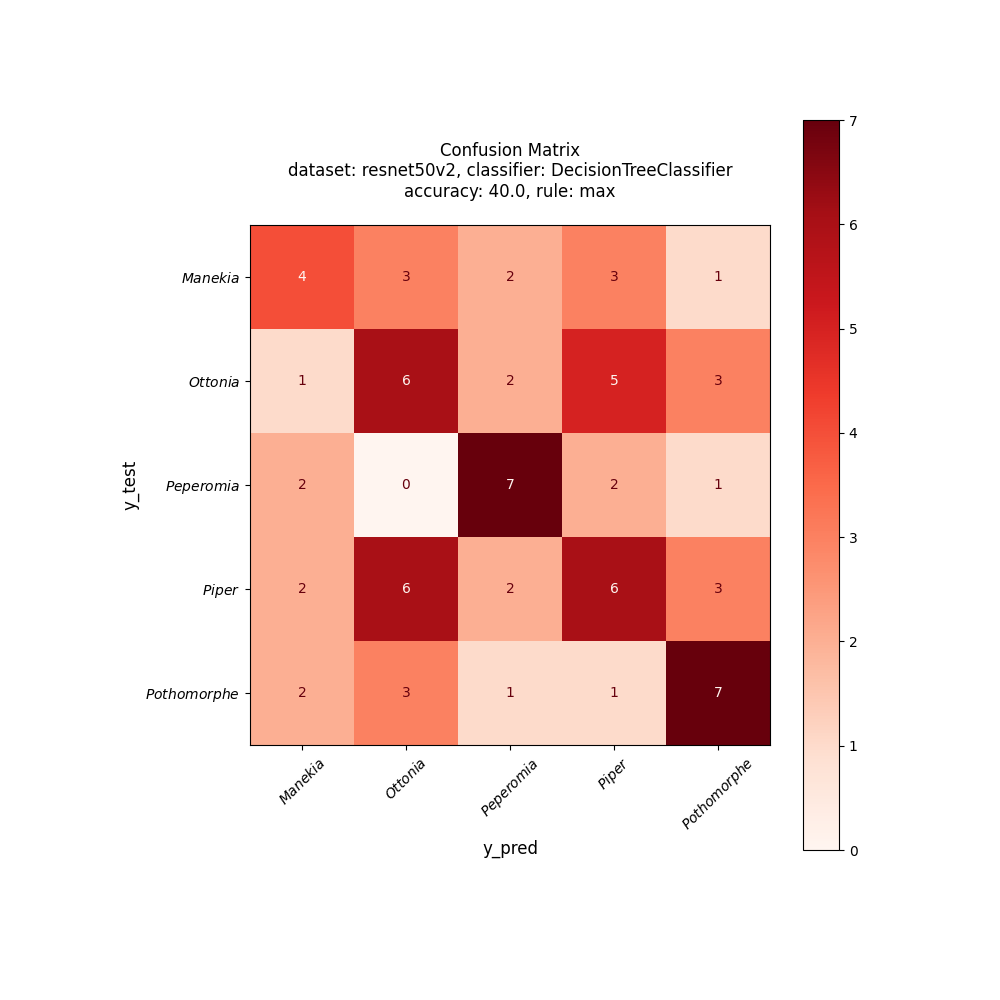 Confusion Matrix
dataset: resnet50v2, classifier: DecisionTreeClassifier
accuracy: 40.0, rule: max
Manekia 4 3 2 3 1
Ottonia 1 6 2 5 3
Peperomia 2 0 7 2 1
Piper 2 6 2 6 3
Pothomorphe 2 3 1 1 7
Manekia Ottonia Peperomia Piper Pothomorphe
y_test
y_pred
7
6
5
4
3
2
1
0